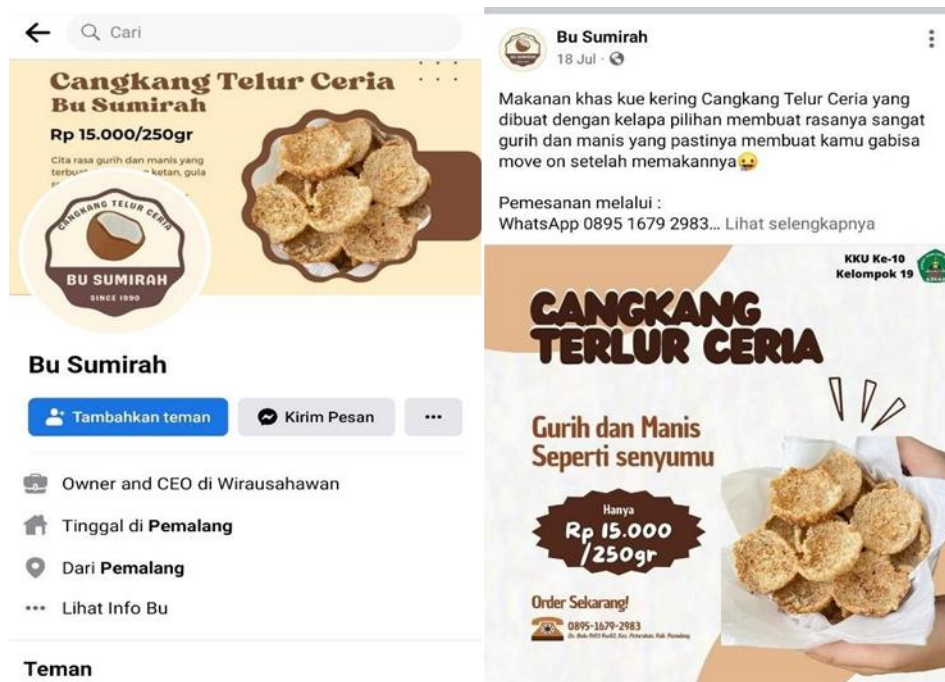 Cari
Cangkang Telur Ceria
Bu Sumirah
Rp 15.000/250gr
Cita rasa gurih dan manis yang
ketan, gula
CANGKANG TELUR CERIA
BU SUMIRAH
SINCE 1990
Bu Sumirah
Tambahkan teman
Kirim Pesan
Owner and CEO di Wirausahawan
Tinggal di Pemalang
Dari Pemalang
Lihat Info Bu
Teman
Bu Sumirah
18 Jul
Makanan khas kue kering Cangkang Telur Ceria yang
dibuat dengan kelapa pilihan membuat rasanya sangat
gurih dan manis yang pastinya membuat kamu gabisa
move on setelah memakannya
Pemesanan melalui :
WhatsApp 0895 1679 2983... Lihat selengkapnya
KKU Ke-10
Kelompok 19
CANGKANG
TERLUR CERIA
Gurih dan Manis
Seperti senyumu
Hanya
Rp 15.000
/250gr
Order Sekarang!
0895-1679-2983